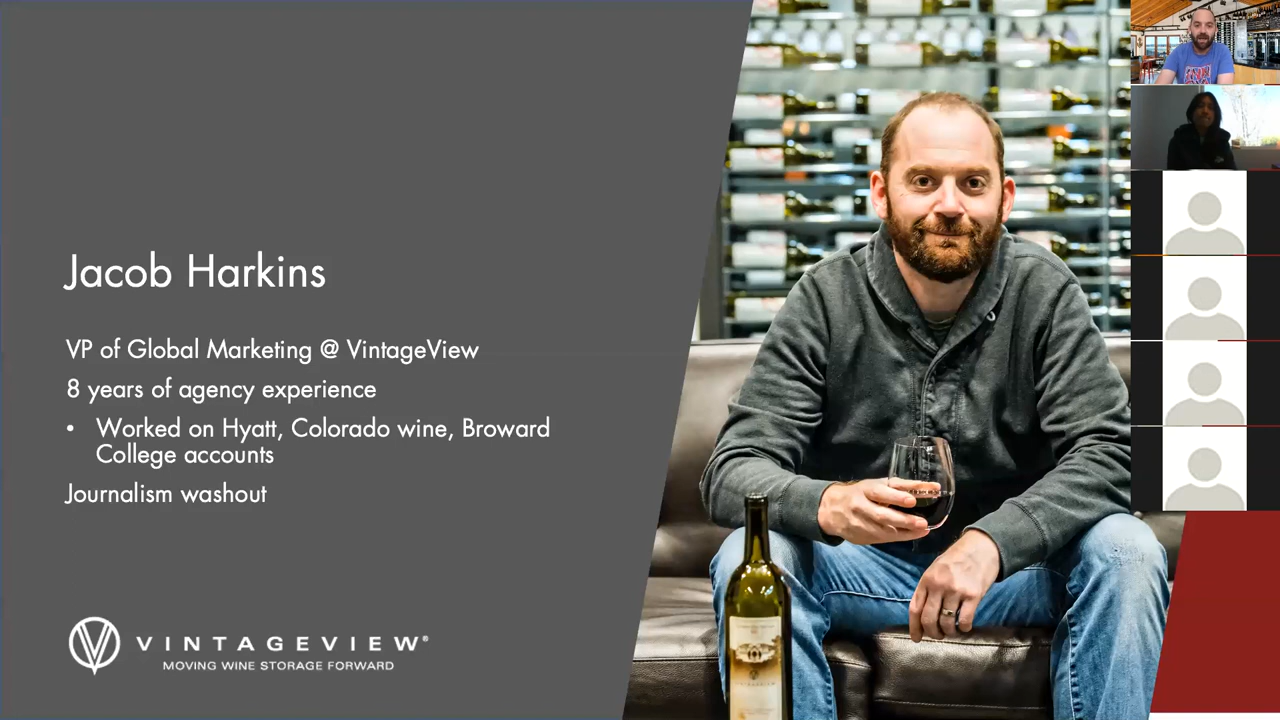 Jacob Harkins
VP of Global Marketing @ VintageView
8 years of agency experience
• Worked on Hyatt, Colorado wine, Broward
College accounts
Journalism washout
VINTAGEVIEW®
MOVING WINE STORAGE FORWARD